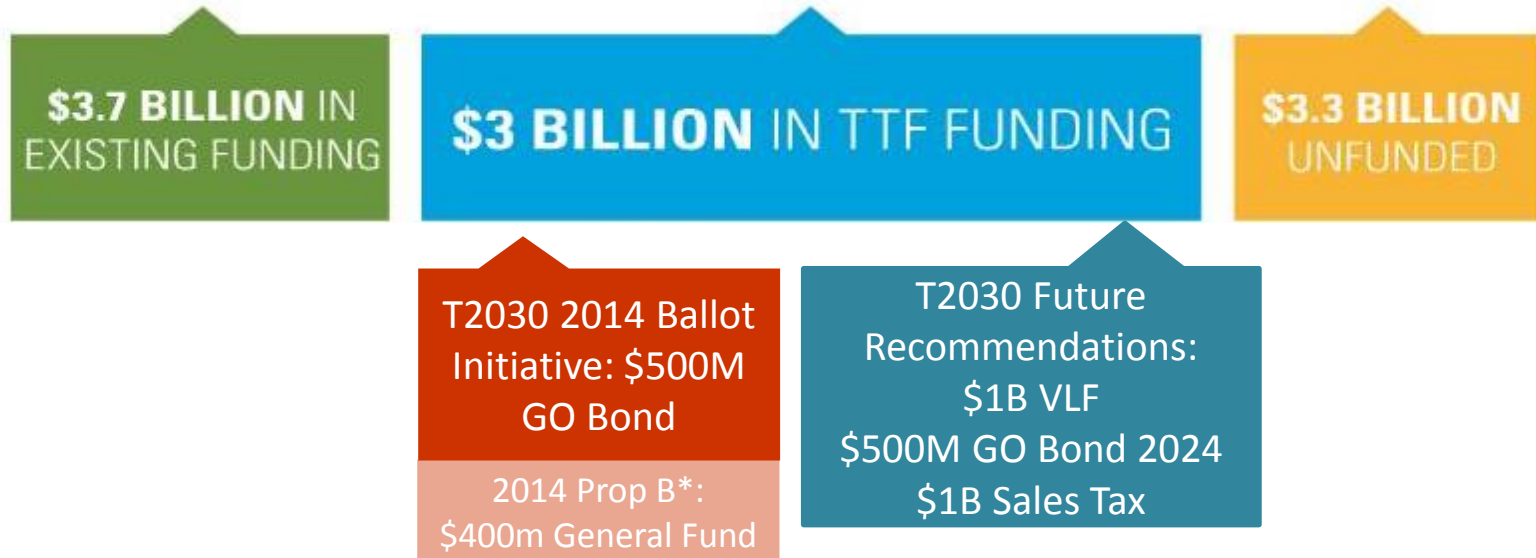 $3.7 BILLION IN
EXISTING FUNDING
$3 BILLION IN TTF FUNDING
$3.3 BILLION
UNFUNDED
T2030 2014 Ballot
Initiative: $500M
GO Bond
2014 Prop B*:
$400m General Fund
T2030 Future
Recommendations:
$1B VLF
$500M GO Bond 2024
$1B Sales Tax